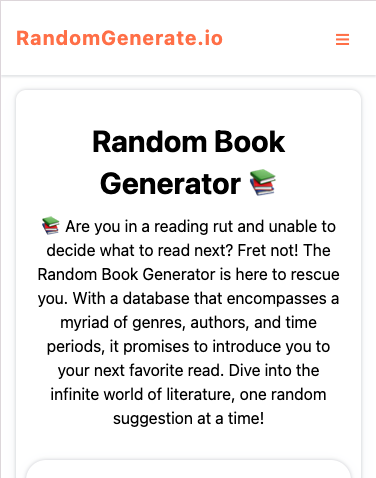 RandomGenerate.io
Random Book
Generator 📚
📚 Are you in a reading rut and unable to
decide what to read next? Fret not! The
Random Book Generator is here to rescue
you. With a database that encompasses a
myriad of genres, authors, and time
periods, it promises to introduce you to
your next favorite read. Dive into the
infinite world of literature, one random
suggestion at a time!